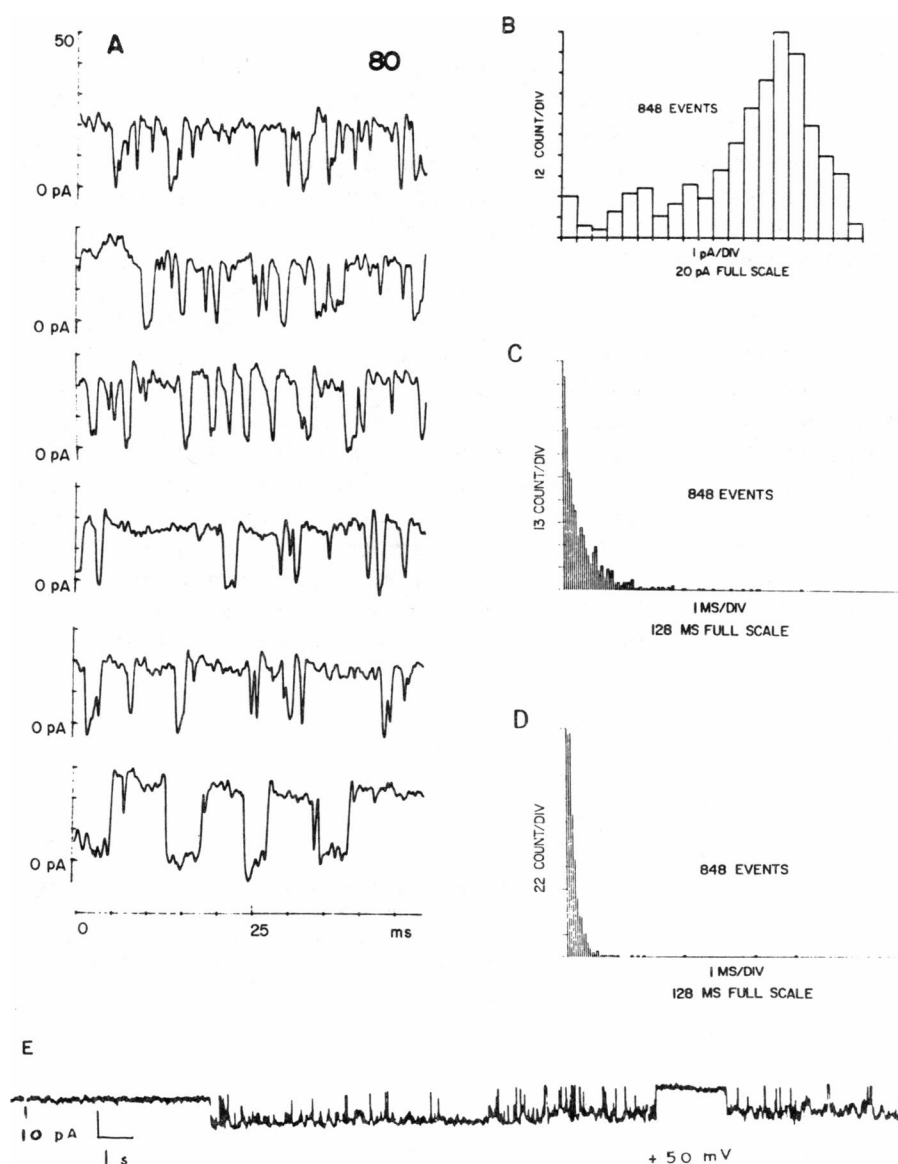 A
80
50
0 pA
0 pA
0 pA
0 pA
0 pA
0 pA
0
25
ms
B
12 COUNT/DIV
848 EVENTS
1 pA/DIV
20 pA FULL SCALE
C
13 COUNT/DIV
848 EVENTS
1 MS/DIV
128 MS FULL SCALE
D
22 COUNT/DIV
848 EVENTS
1 MS/DIV
128 MS FULL SCALE
E
10 pA
1 s
+50 mV